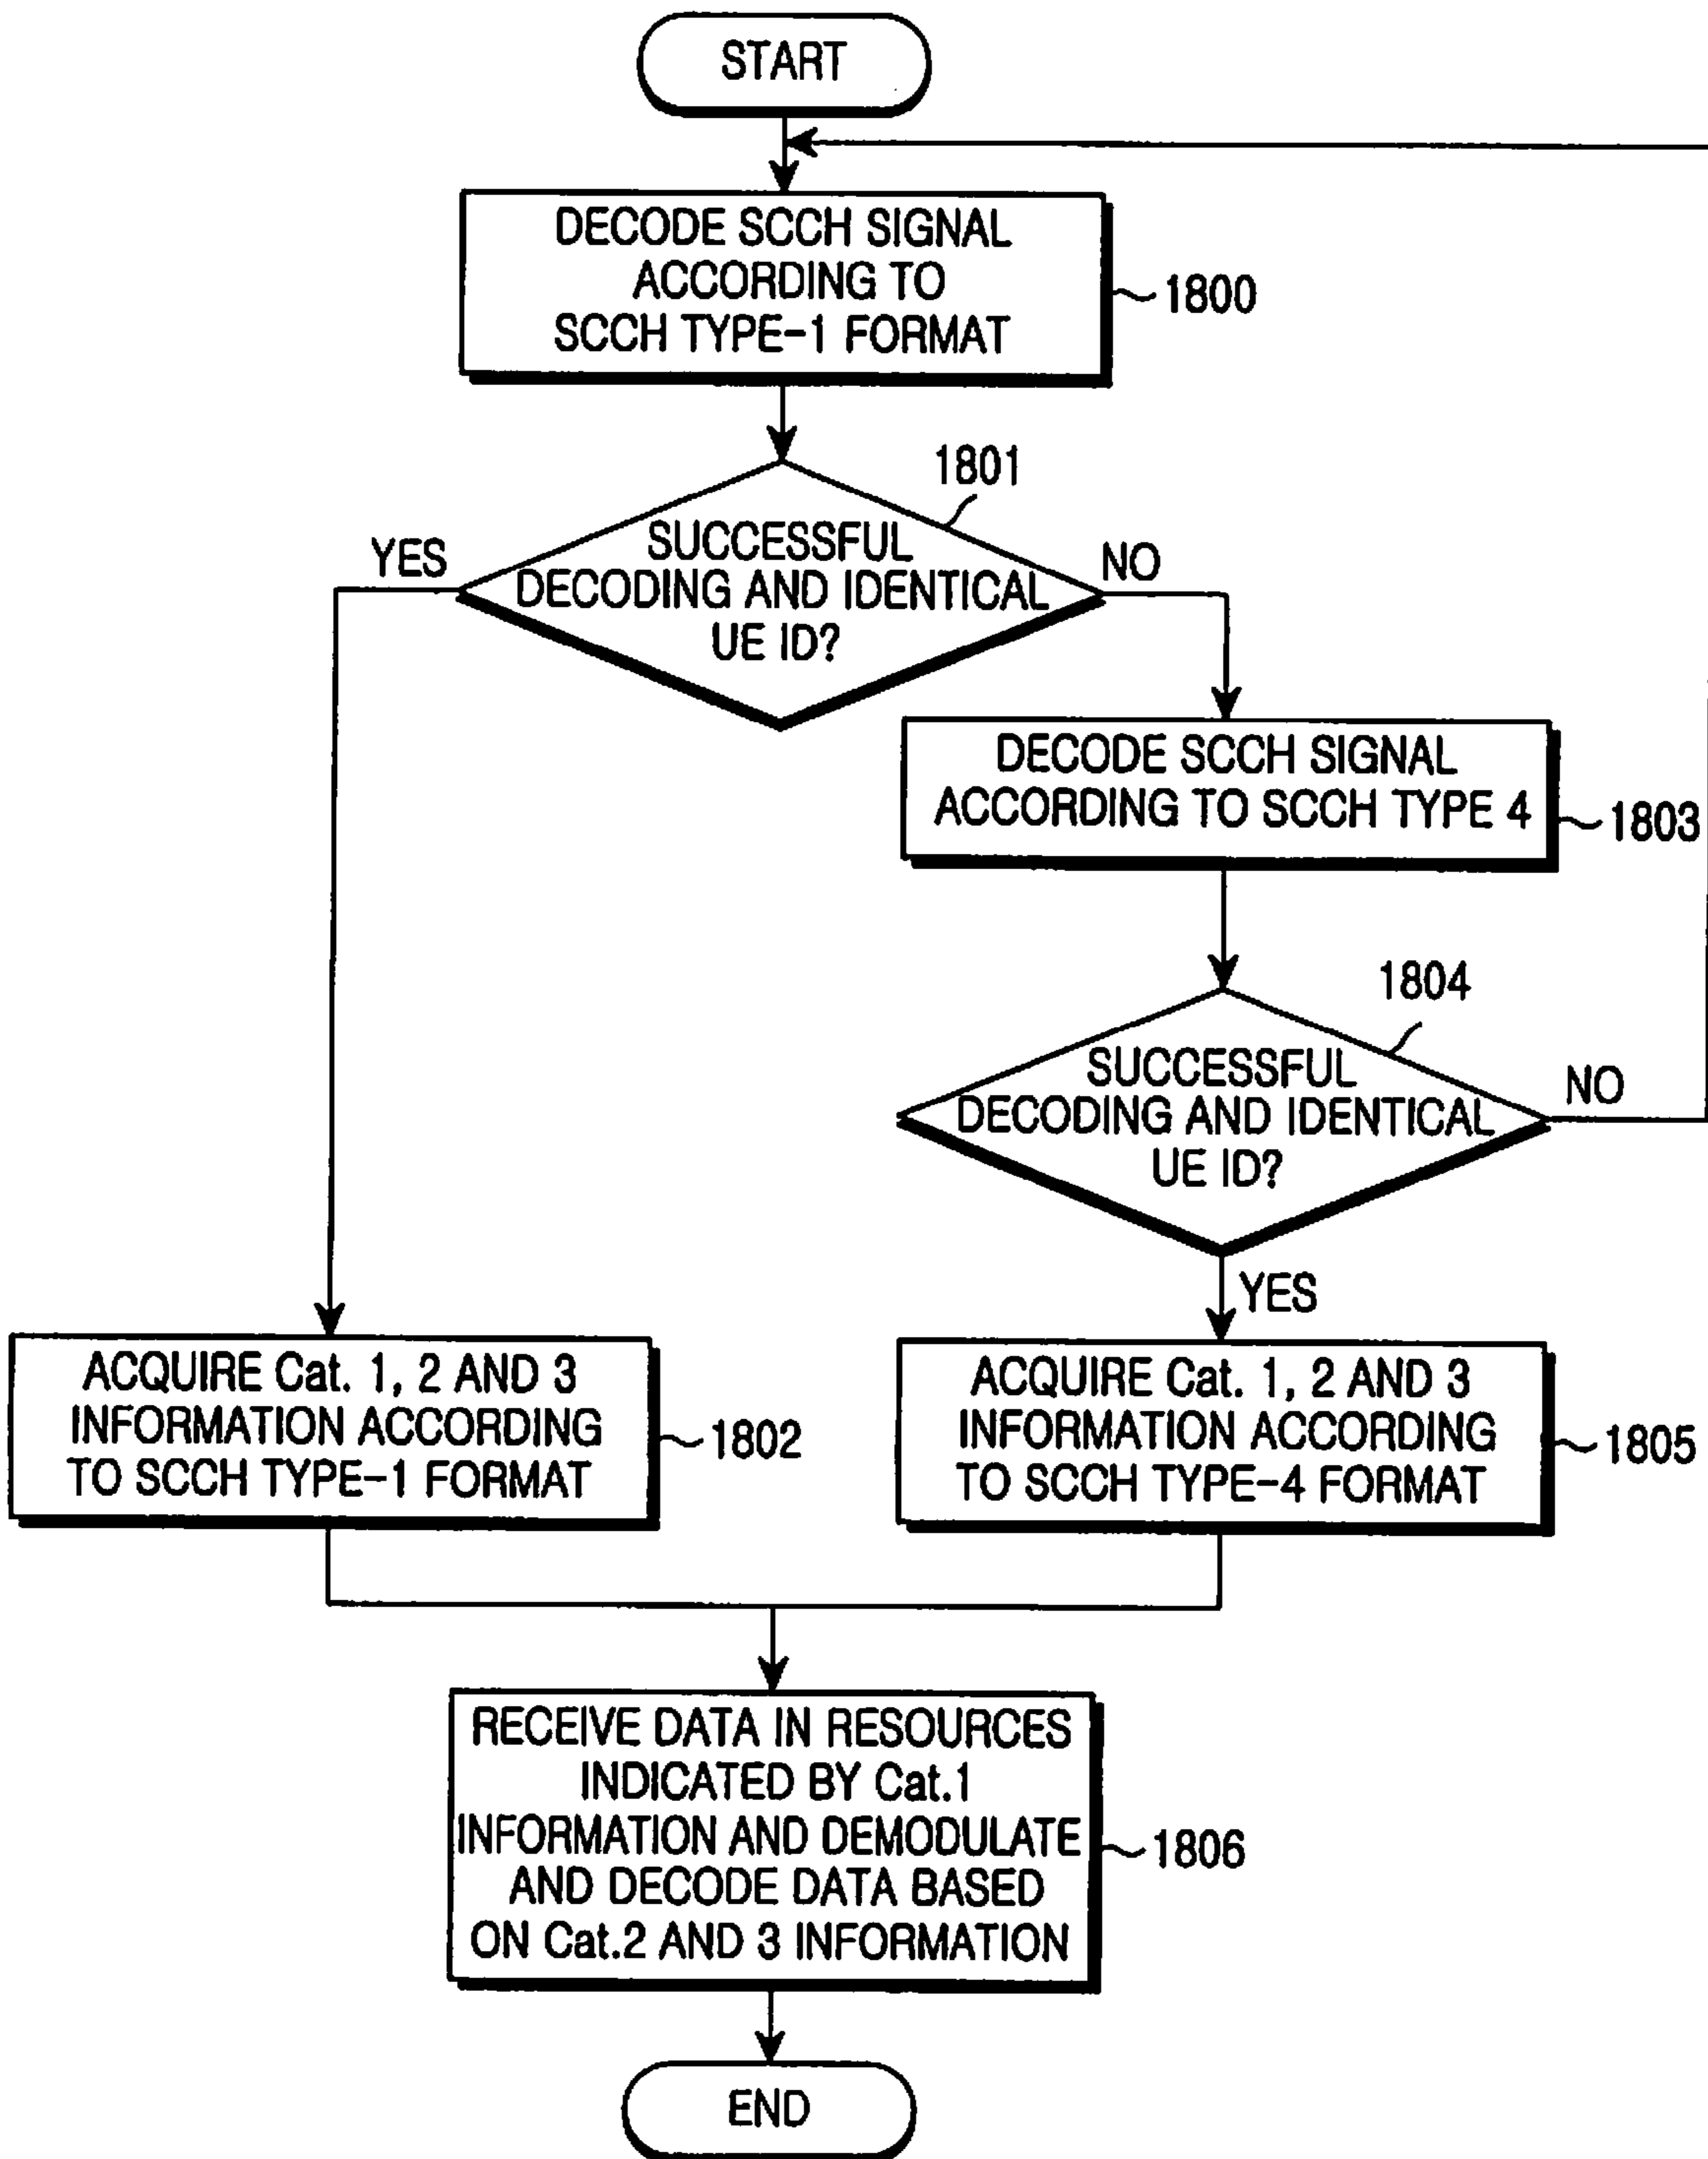 START
DECODE SCCH SIGNAL
ACCORDING TO
SCCH TYPE-1 FORMAT
1800
1801
SUCCESSFUL
DECODING AND IDENTICAL
UE ID?
YES
NO
DECODE SCCH SIGNAL
ACCORDING TO SCCH TYPE 4
1803
1804
SUCCESSFUL
DECODING AND IDENTICAL
UE ID?
NO
YES
ACQUIRE Cat. 1, 2 AND 3
INFORMATION ACCORDING
TO SCCH TYPE-1 FORMAT
1802
ACQUIRE Cat. 1, 2 AND 3
INFORMATION ACCORDING
TO SCCH TYPE-4 FORMAT
1805
RECEIVE DATA IN RESOURCES
INDICATED BY Cat.1
INFORMATION AND DEMODULATE
AND DECODE DATA BASED
ON Cat.2 AND 3 INFORMATION
1806
END